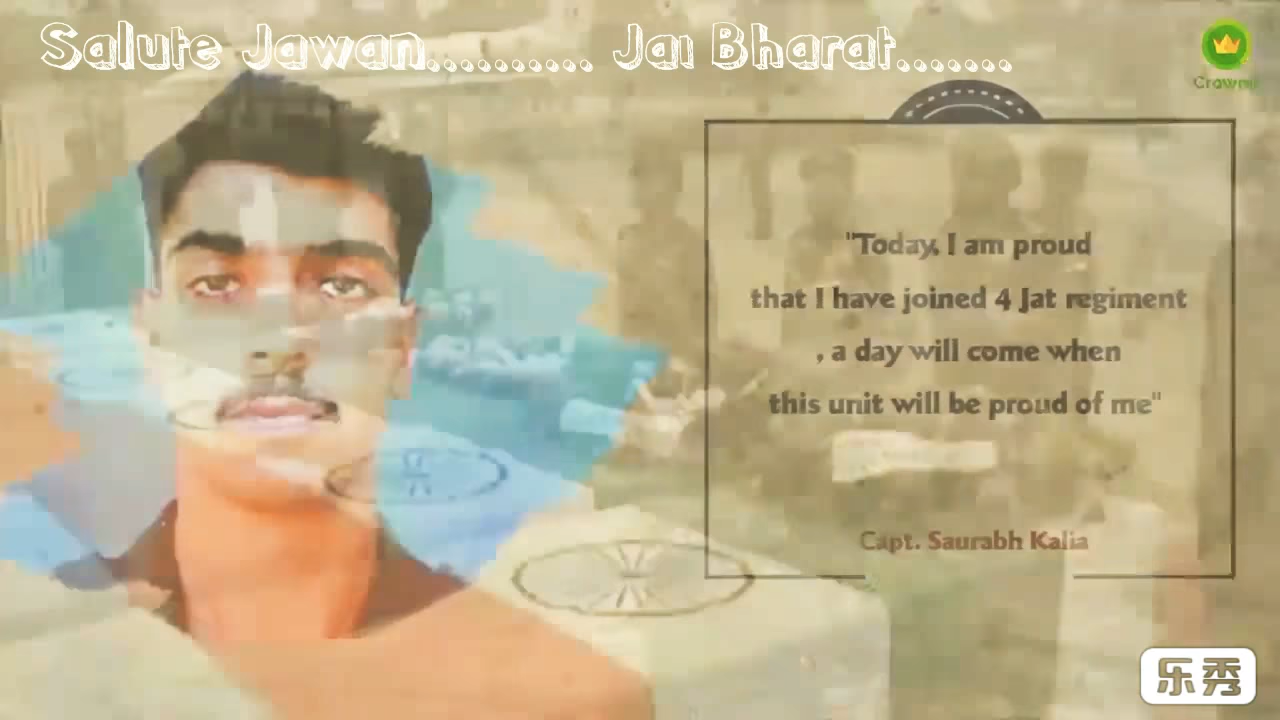 Salute Jawan.......... Jai Bharat.......
"Today, I am proud
that I have joined 4 Jat regiment
, a day will come when
this unit will be proud of me"
Capt. Saurabh Kalia
乐秀